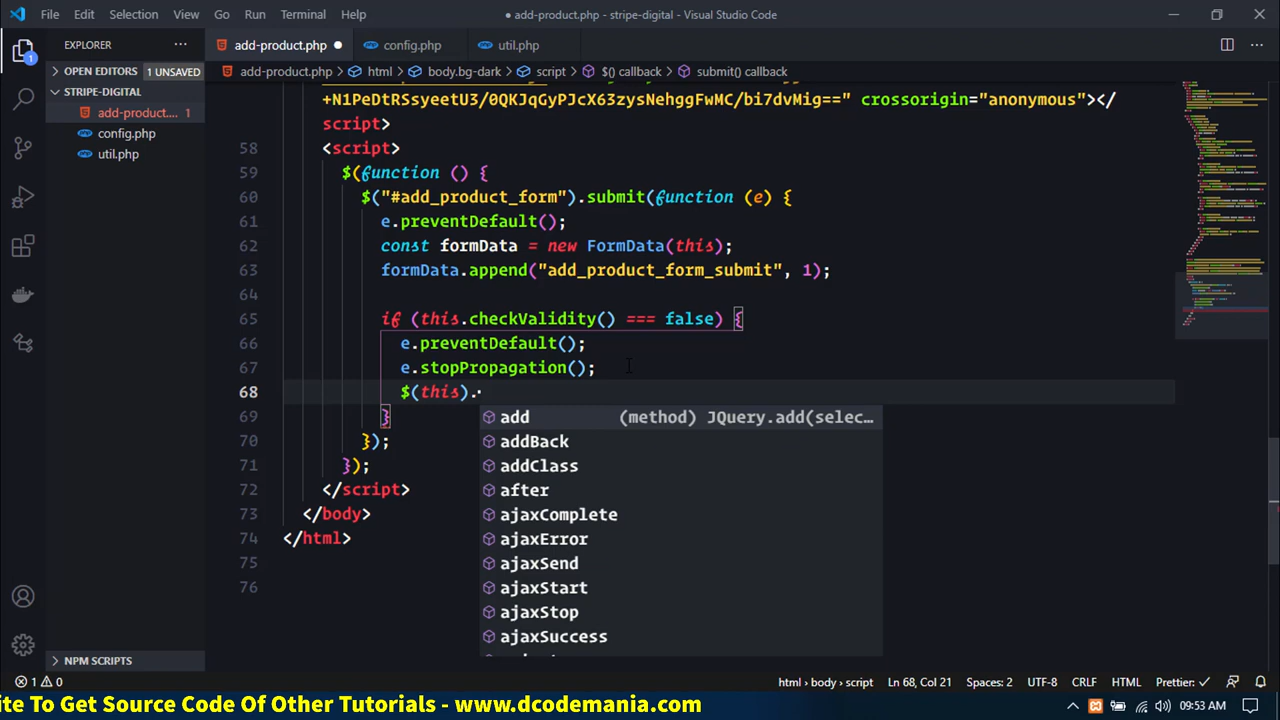 File Edit Selection View Go Run Terminal Help
● add-product.php - stripe-digital - Visual Studio Code
EXPLORER
add-product.php
config.php
util.php
OPEN EDITORS 1 UNSAVED
add-product.php > html > body.bg-dark > script > $() callback > submit() callback
STRIPE-DIGITAL
add-product.... 1
config.php
util.php
NPM SCRIPTS
+N1PeDtRSsyeetU3/0QKJqGyPJcX63zysNehggFwMC/bi7dvMig==" crossorigin="anonymous"></
script>
58 <script>
59 $(function () {
60 $("#add_product_form").submit(function (e) {
61 e.preventDefault();
62 const formData = new FormData(this);
63 formData.append("add_product_form_submit", 1);
64
65 if (this.checkValidity() === false) {
66 e.preventDefault();
67 e.stopPropagation();
68 $(this).
69 }
70 });
71 });
72 </script>
73 </body>
74 </html>
75
76
add (method) JQuery.add(selec...
addBack
addClass
after
ajaxComplete
ajaxError
ajaxSend
ajaxStart
ajaxStop
ajaxSuccess
1 0
html > body > script Ln 68, Col 21 Spaces: 2 UTF-8 CRLF HTML Prettier: ✓
ite To Get Source Code Of Other Tutorials - www.dcodemania.com
09:53 AM